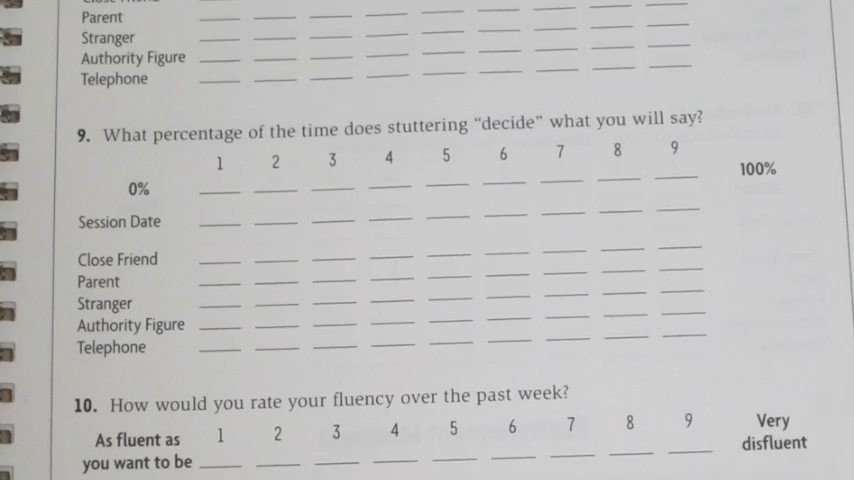 Parent
Stranger
Authority Figure
Telephone
9. What percentage of the time does stuttering “decide” what you will say?
1 2 3 4 5 6 7 8 9
0% 100%
Session Date
Close Friend
Parent
Stranger
Authority Figure
Telephone
10. How would you rate your fluency over the past week?
1 2 3 4 5 6 7 8 9
As fluent as Very
you want to be disfluent